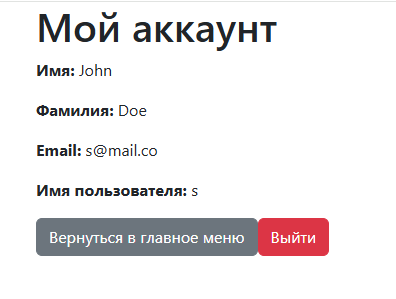 Мой аккаунт
Имя: John
Фамилия: Doe
Email: s@mail.co
Имя пользователя: s
Вернуться в главное меню Выйти